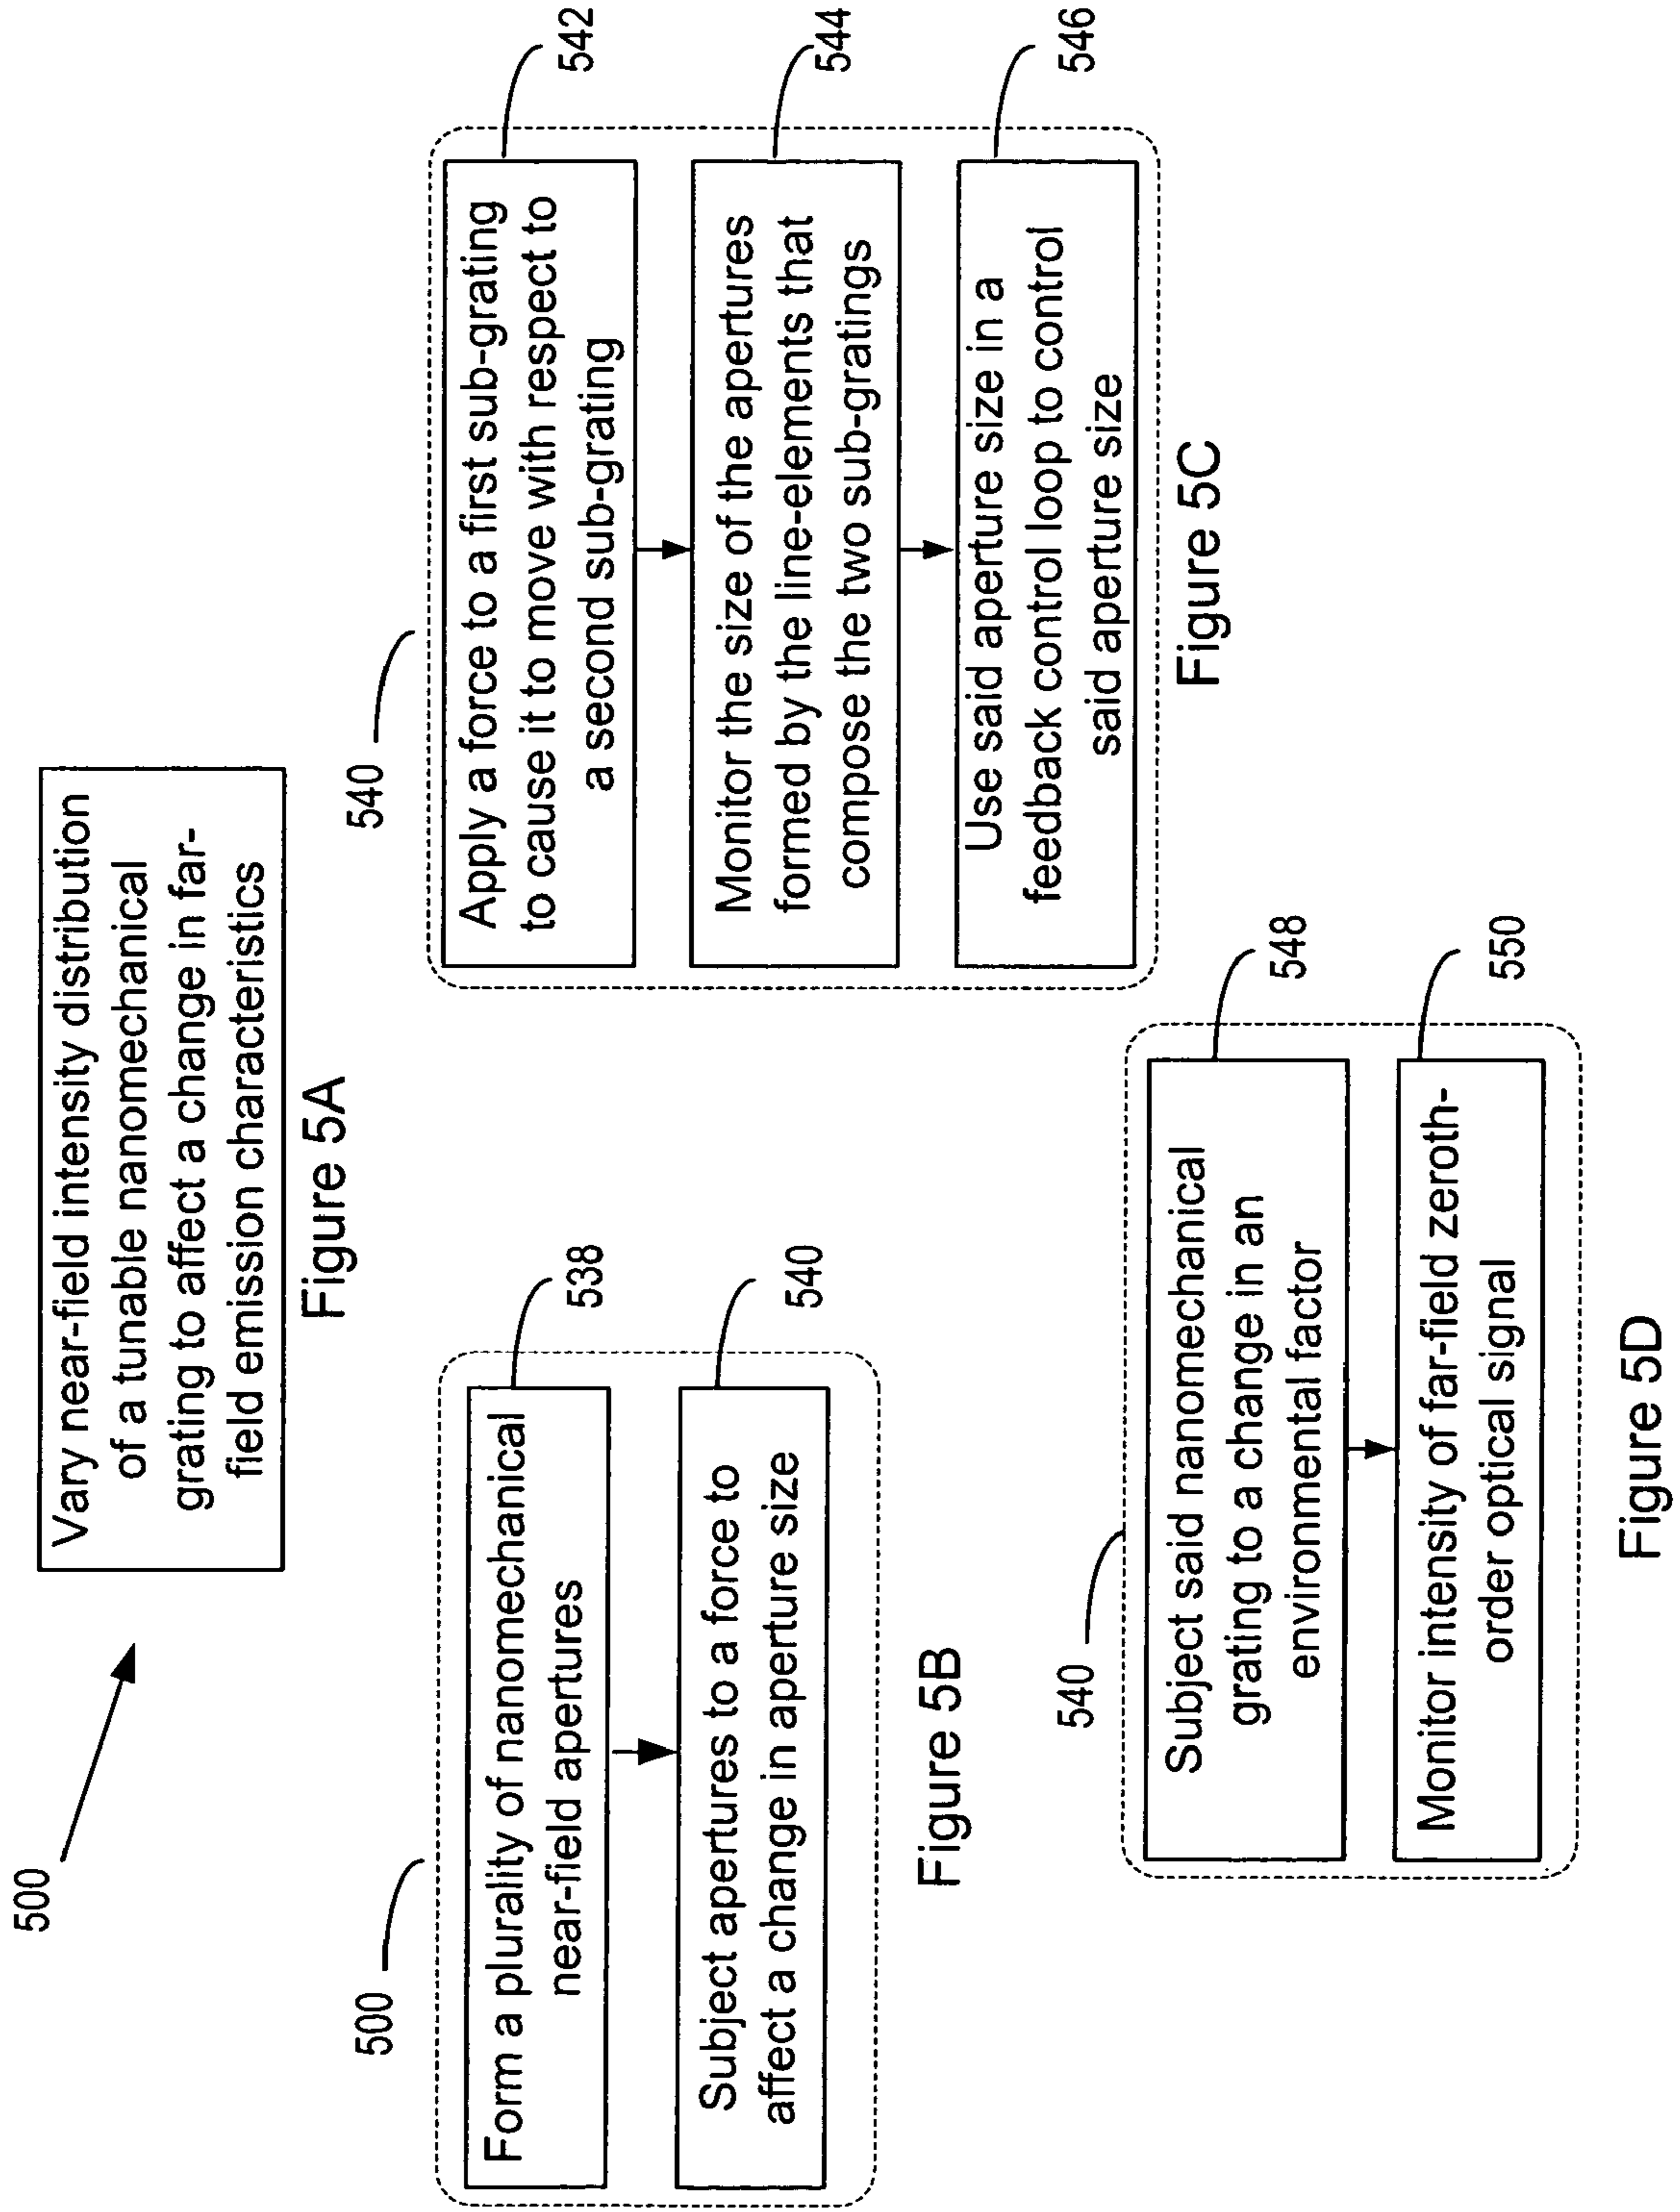 500
Vary near-field intensity distribution
of a tunable nanomechanical
grating to affect a change in far-
field emission characteristics
Figure 5A
500
Form a plurality of nanomechanical
near-field apertures
538
Subject apertures to a force to
affect a change in aperture size
540
Figure 5B
540
Apply a force to a first sub-grating
to cause it to move with respect to
a second sub-grating
542
Monitor the size of the apertures
formed by the line-elements that
compose the two sub-gratings
544
Use said aperture size in a
feedback control loop to control
said aperture size
546
Figure 5C
540
Subject said nanomechanical
grating to a change in an
environmental factor
548
Monitor intensity of far-field zeroth-
order optical signal
550
Figure 5D